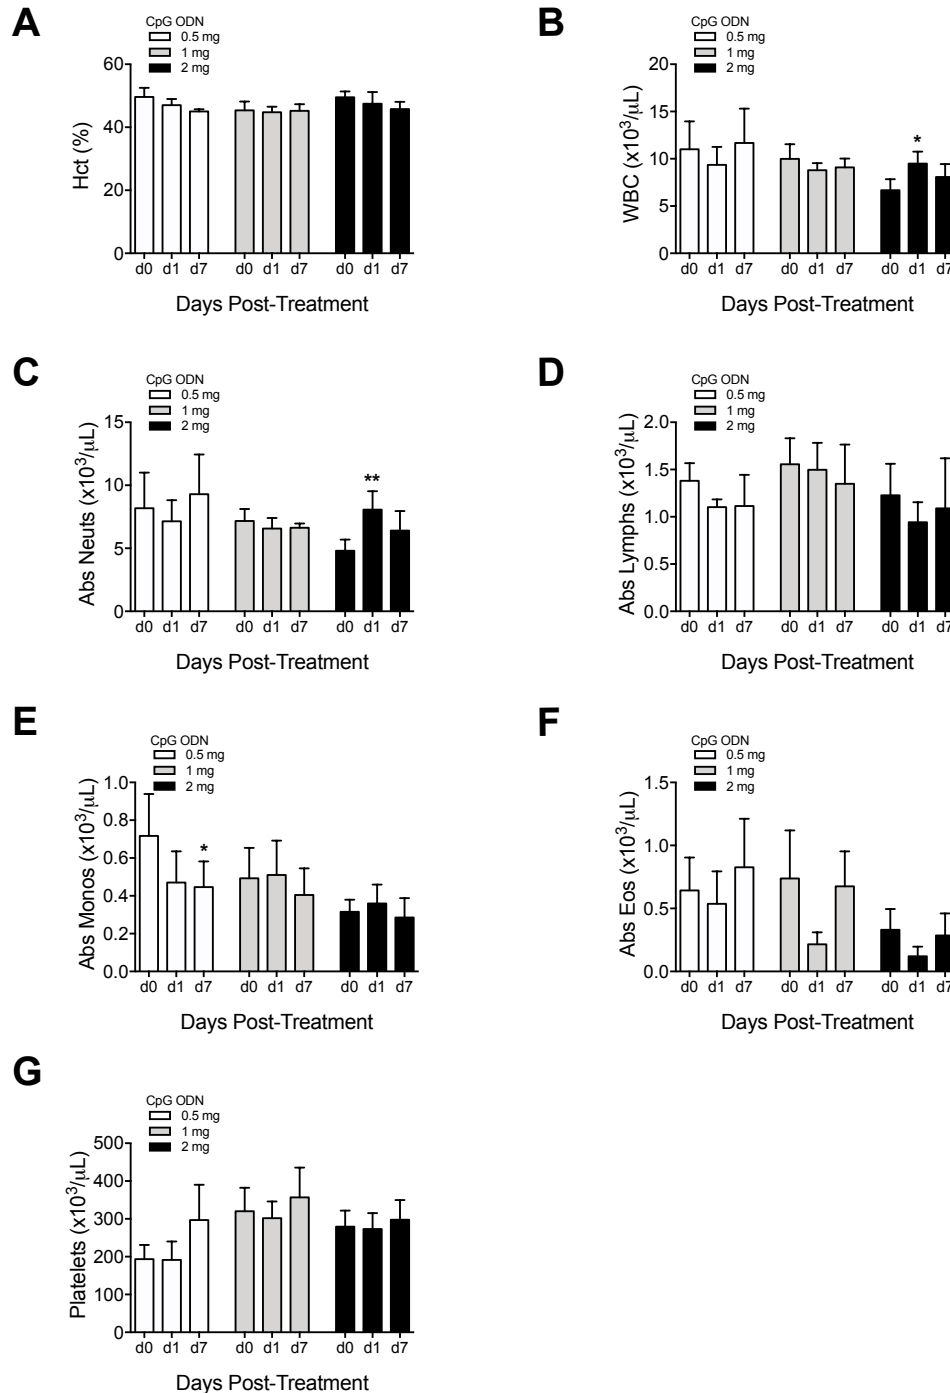 A
CpG ODN
0.5 mg
1 mg
2 mg
Hct (%)
60
40
20
0
d0 d1 d7 d0 d1 d7 d0 d1 d7
Days Post-Treatment
B
CpG ODN
0.5 mg
1 mg
2 mg
WBC (x10³/µL)
20
15
10
5
0
*
d0 d1 d7 d0 d1 d7 d0 d1 d7
Days Post-Treatment
C
CpG ODN
0.5 mg
1 mg
2 mg
Abs Neuts (x10³/µL)
15
10
5
0
**
d0 d1 d7 d0 d1 d7 d0 d1 d7
Days Post-Treatment
D
CpG ODN
0.5 mg
1 mg
2 mg
Abs Lymphs (x10³/µL)
2.0
1.5
1.0
0.5
0.0
d0 d1 d7 d0 d1 d7 d0 d1 d7
Days Post-Treatment
E
CpG ODN
0.5 mg
1 mg
2 mg
Abs Monos (x10³/µL)
1.0
0.8
0.6
0.4
0.2
0.0
*
d0 d1 d7 d0 d1 d7 d0 d1 d7
Days Post-Treatment
F
CpG ODN
0.5 mg
1 mg
2 mg
Abs Eos (x10³/µL)
1.5
1.0
0.5
0.0
d0 d1 d7 d0 d1 d7 d0 d1 d7
Days Post-Treatment
G
CpG ODN
0.5 mg
1 mg
2 mg
Platelets (x10³/µL)
500
400
300
200
100
0
d0 d1 d7 d0 d1 d7 d0 d1 d7
Days Post-Treatment